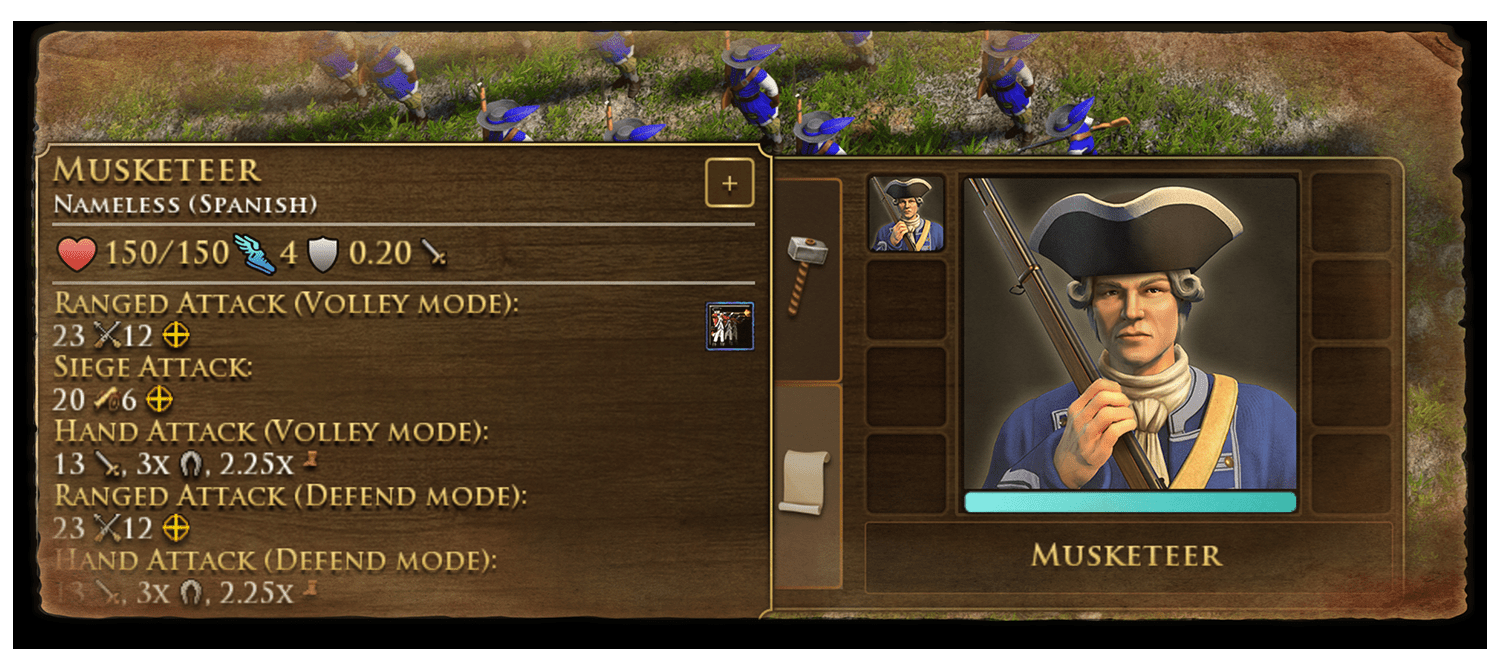 MUSKETEER
NAMELESS (SPANISH)
150/150 4 0.20
RANGED ATTACK (VOLLEY MODE):
23 12
SIEGE ATTACK:
20 6
HAND ATTACK (VOLLEY MODE):
13, 3X, 2.25X
RANGED ATTACK (DEFEND MODE):
23 12
HAND ATTACK (DEFEND MODE):
13, 3X, 2.25X
MUSKETEER